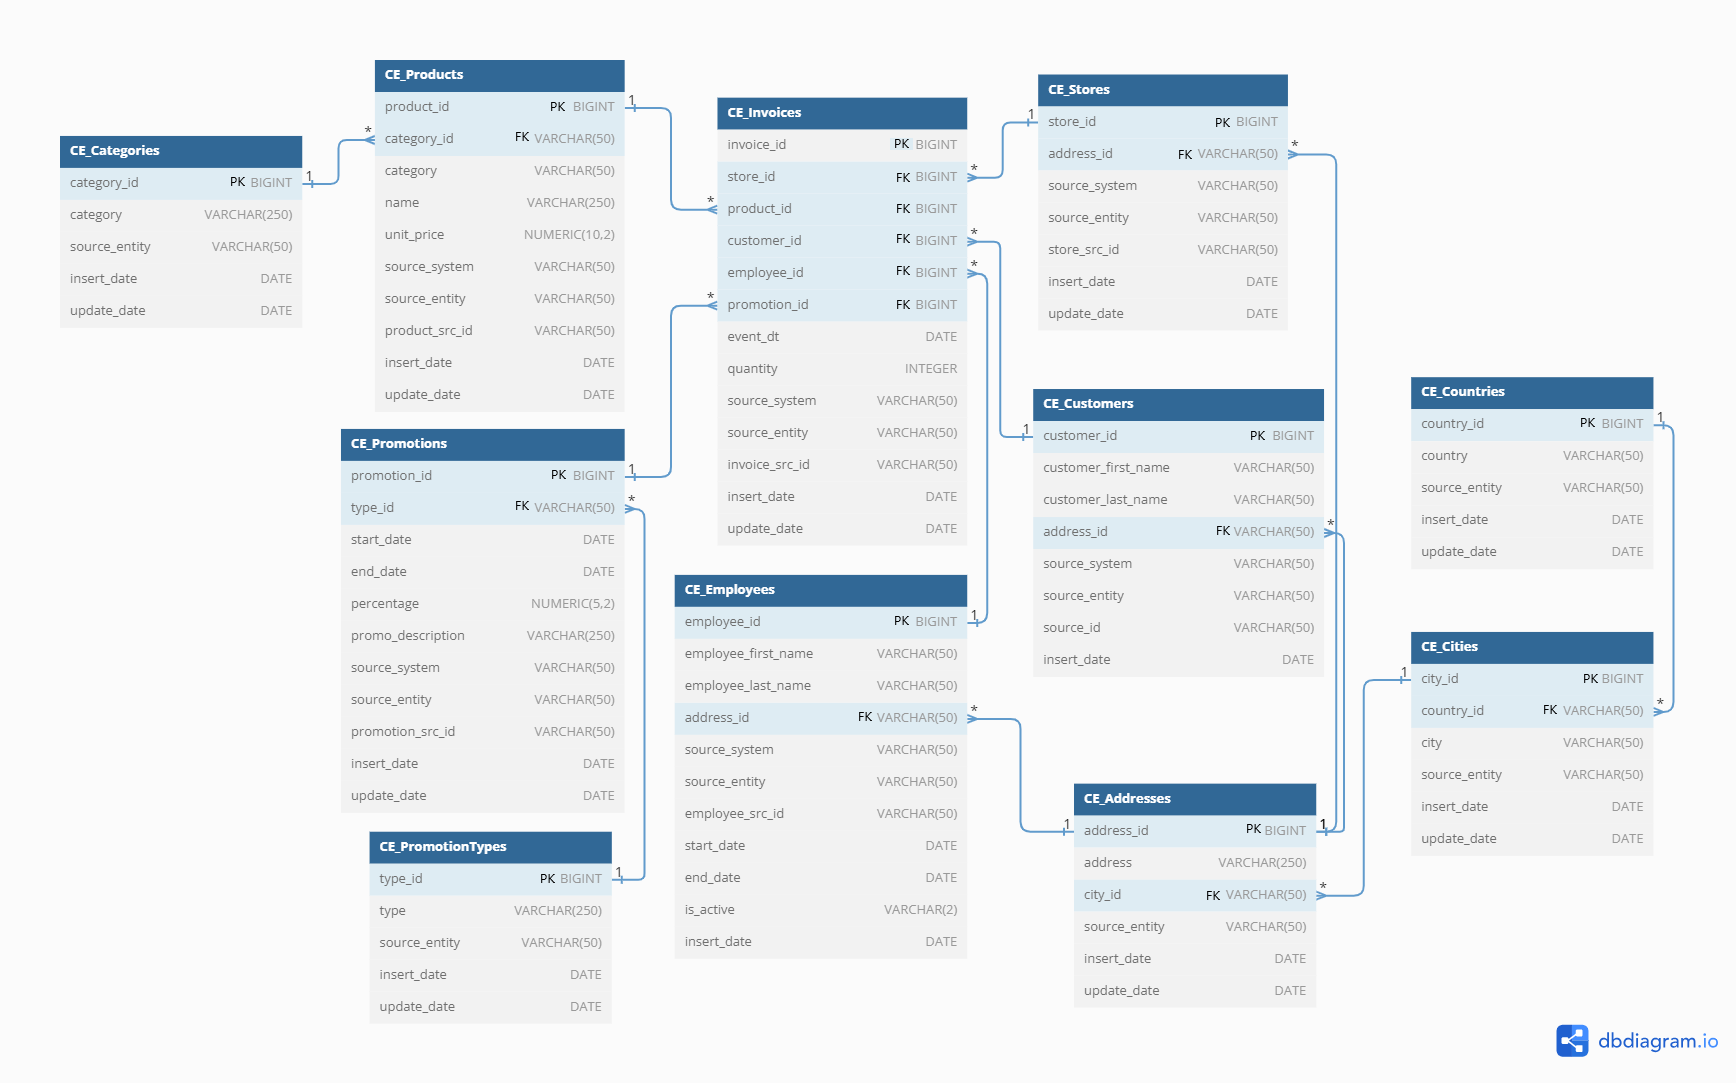 CE_Categories
category_id PK BIGINT
category VARCHAR(250)
source_entity VARCHAR(50)
insert_date DATE
update_date DATE
1
*
CE_Products
product_id PK BIGINT
category_id FK VARCHAR(50)
category VARCHAR(50)
name VARCHAR(250)
unit_price NUMERIC(10,2)
source_system VARCHAR(50)
source_entity VARCHAR(50)
product_src_id VARCHAR(50)
insert_date DATE
update_date DATE
1
*
CE_Promotions
promotion_id PK BIGINT
type_id FK VARCHAR(50)
start_date DATE
end_date DATE
percentage NUMERIC(5,2)
promo_description VARCHAR(250)
source_system VARCHAR(50)
source_entity VARCHAR(50)
promotion_src_id VARCHAR(50)
insert_date DATE
update_date DATE
1
*
*
CE_PromotionTypes
type_id PK BIGINT
type VARCHAR(250)
source_entity VARCHAR(50)
insert_date DATE
update_date DATE
1
CE_Invoices
invoice_id PK BIGINT
store_id FK BIGINT
product_id FK BIGINT
customer_id FK BIGINT
employee_id FK BIGINT
promotion_id FK BIGINT
event_dt DATE
quantity INTEGER
source_system VARCHAR(50)
source_entity VARCHAR(50)
invoice_src_id VARCHAR(50)
insert_date DATE
update_date DATE
*
*
*
CE_Employees
employee_id PK BIGINT
employee_first_name VARCHAR(50)
employee_last_name VARCHAR(50)
address_id FK VARCHAR(50)
source_system VARCHAR(50)
source_entity VARCHAR(50)
employee_src_id VARCHAR(50)
start_date DATE
end_date DATE
is_active VARCHAR(2)
insert_date DATE
1
*
CE_Stores
store_id PK BIGINT
address_id FK VARCHAR(50)
source_system VARCHAR(50)
source_entity VARCHAR(50)
store_src_id VARCHAR(50)
insert_date DATE
update_date DATE
1
*
CE_Customers
customer_id PK BIGINT
customer_first_name VARCHAR(50)
customer_last_name VARCHAR(50)
address_id FK VARCHAR(50)
source_system VARCHAR(50)
source_entity VARCHAR(50)
source_id VARCHAR(50)
insert_date DATE
1
*
CE_Addresses
address_id PK BIGINT
address VARCHAR(250)
city_id FK VARCHAR(50)
source_entity VARCHAR(50)
insert_date DATE
update_date DATE
1
1
*
CE_Countries
country_id PK BIGINT
country VARCHAR(50)
source_entity VARCHAR(50)
insert_date DATE
update_date DATE
1
CE_Cities
city_id PK BIGINT
country_id FK VARCHAR(50)
city VARCHAR(50)
source_entity VARCHAR(50)
insert_date DATE
update_date DATE
1
*
dbdiagram.io